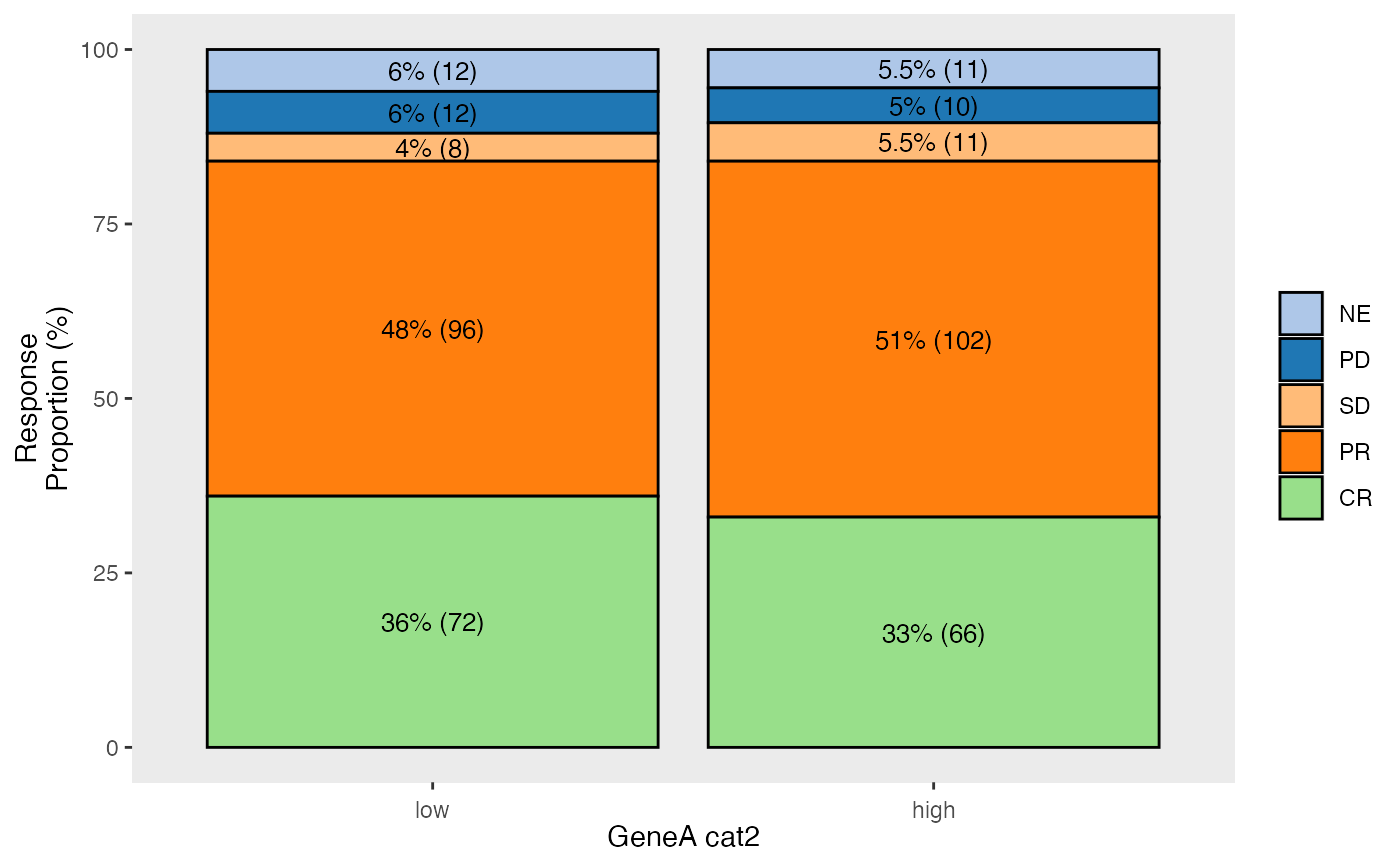 Response
Proportion (%)
100
75
50
25
0
6% (12)
6% (12)
4% (8)
48% (96)
36% (72)
5.5% (11)
5% (10)
5.5% (11)
51% (102)
33% (66)
low
high
GeneA cat2
NE
PD
SD
PR
CR